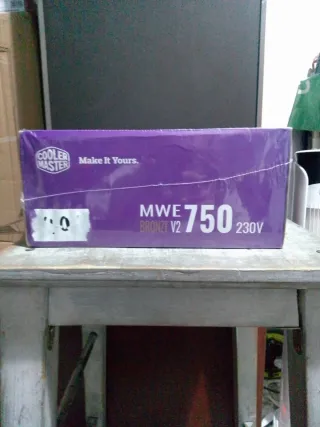 COOLER
MASTER
Make It Yours.
MWE 750 230V
BRONZE V2